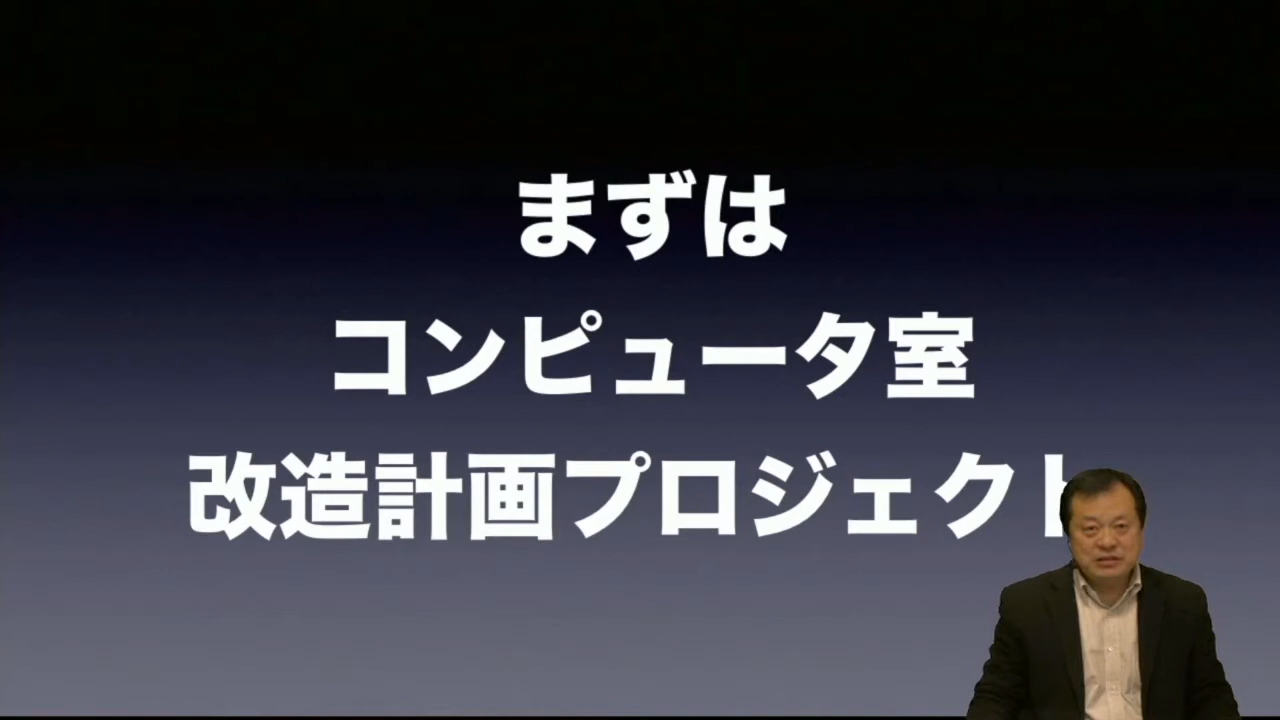 まずは
コンピュータ室
改造計画プロジェクト